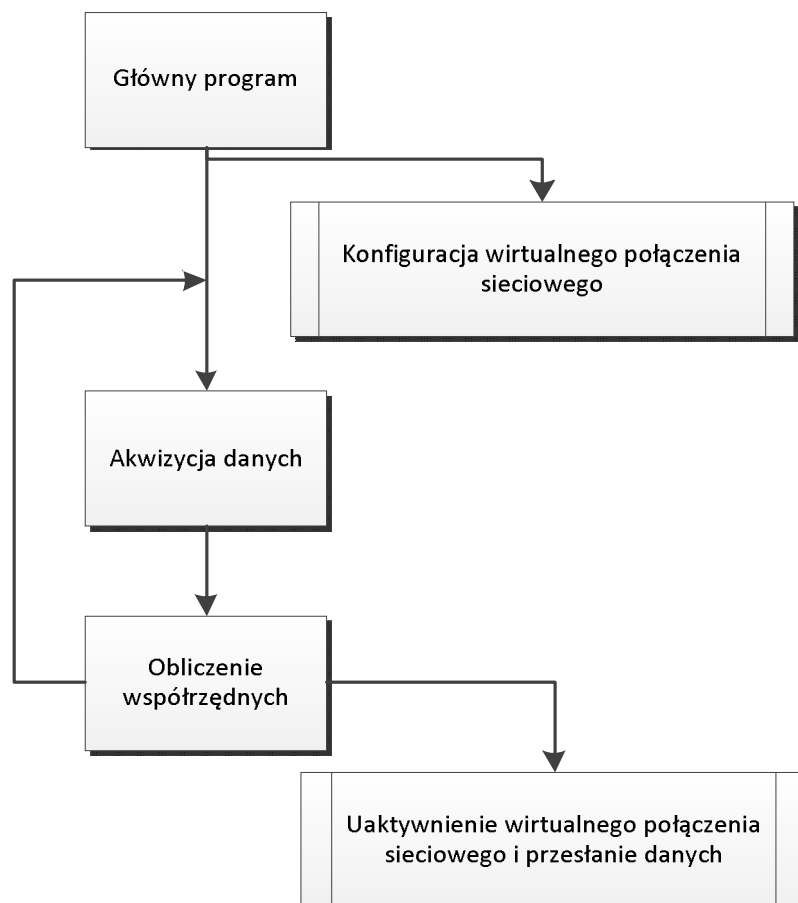 Główny program
Konfiguracja wirtualnego połączenia
sieciowego
Akwizycja danych
Obliczenie
współrzędnych
Uaktywnienie wirtualnego połączenia
sieciowego i przesłanie danych